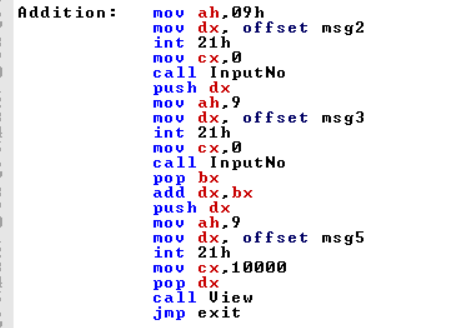 Addition: mov ah,09h
mov dx, offset msg2
int 21h
mov cx,0
call InputNo
push dx
mov ah,9
mov dx, offset msg3
int 21h
mov cx,0
call InputNo
pop bx
add dx,bx
push dx
mov ah,9
mov dx, offset msg5
int 21h
mov cx,10000
pop dx
call View
jmp exit